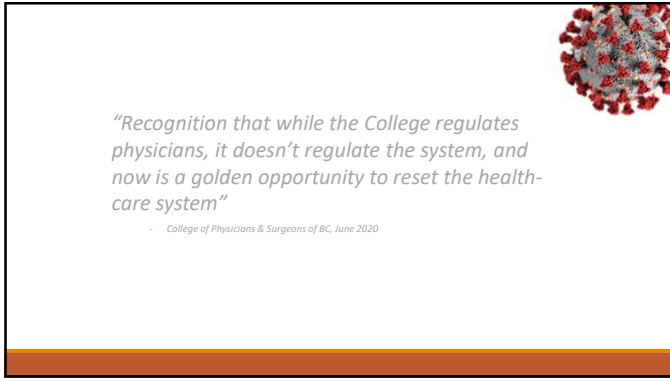 “Recognition that while the College regulates
physicians, it doesn’t regulate the system, and
now is a golden opportunity to reset the health-
care system”
- College of Physicians & Surgeons of BC, June 2020